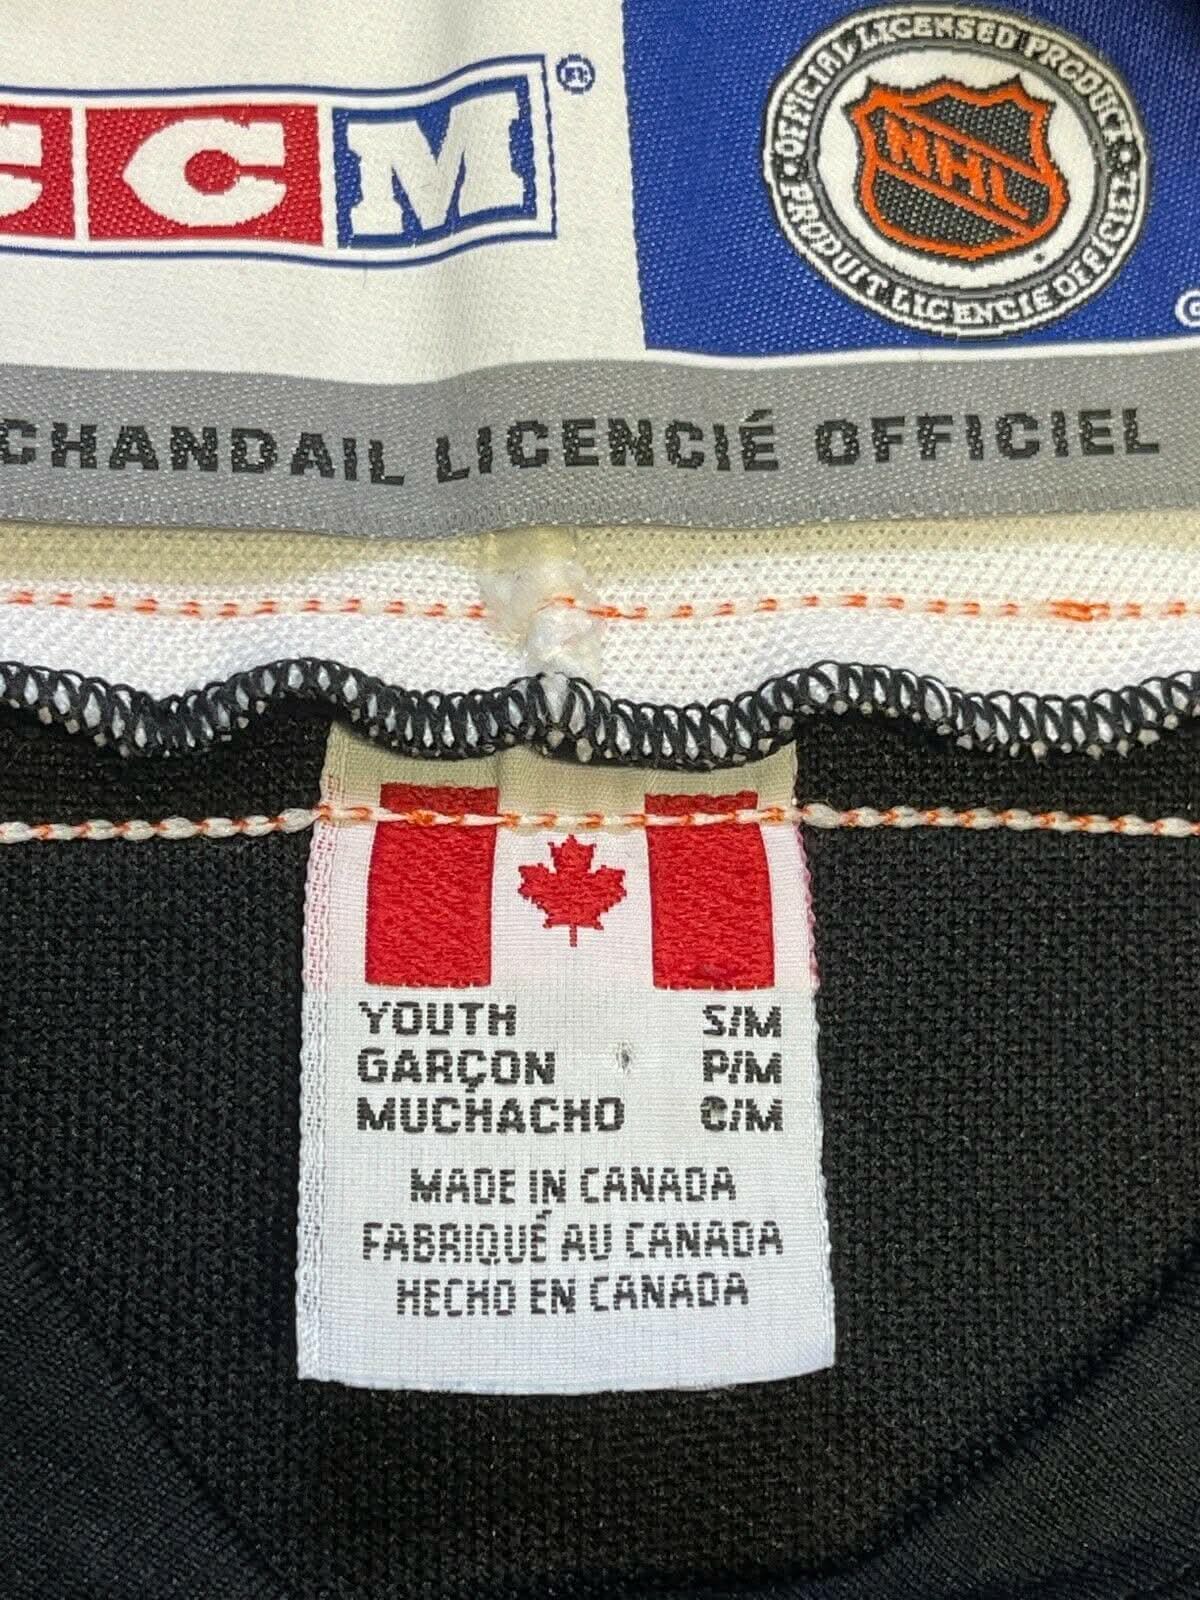 CCM®
OFFICIAL LICENSED PRODUCT
NHL
PRODUIT LICENCIE OFFICIEL
CHANDAIL LICENCIÉ OFFICIEL
YOUTH S/M
GARÇON P/M
MUCHACHO C/M
MADE IN CANADA
FABRIQUÉ AU CANADA
HECHO EN CANADA